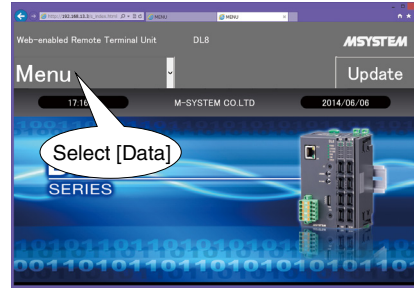 MENU
MENU
Web-enabled Remote Terminal Unit
DL8
MSYSTEM
Menu
Update
M-SYSTEM CO.LTD
2014/06/06
Select [Data]
SERIES